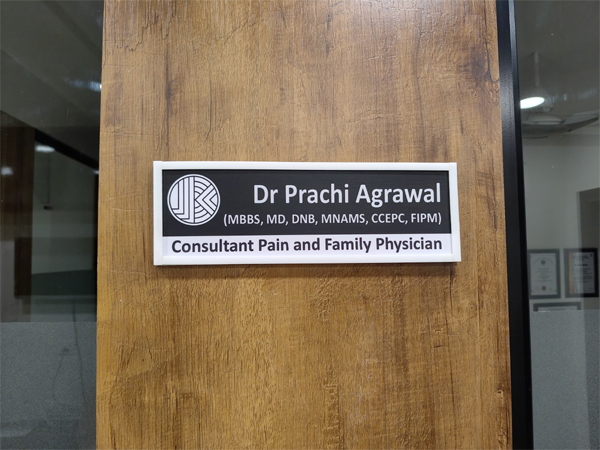 Dr Prachi Agrawal
(MBBS, MD, DNB, MNAMS, CCEPC, FIPM)
Consultant Pain and Family Physician